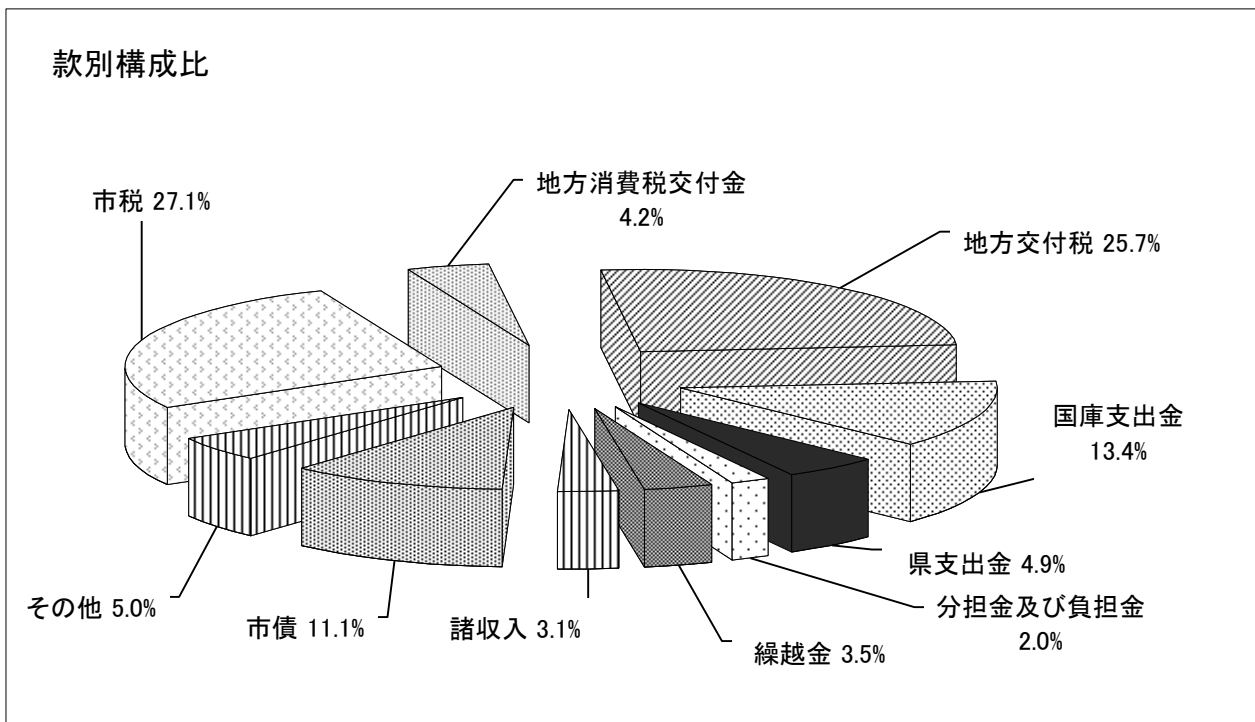 款別構成比
地方消費税交付金
4.2%
市税 27.1%
地方交付税 25.7%
国庫支出金
13.4%
県支出金 4.9%
分担金及び負担金
2.0%
繰越金 3.5%
諸収入 3.1%
市債 11.1%
その他 5.0%